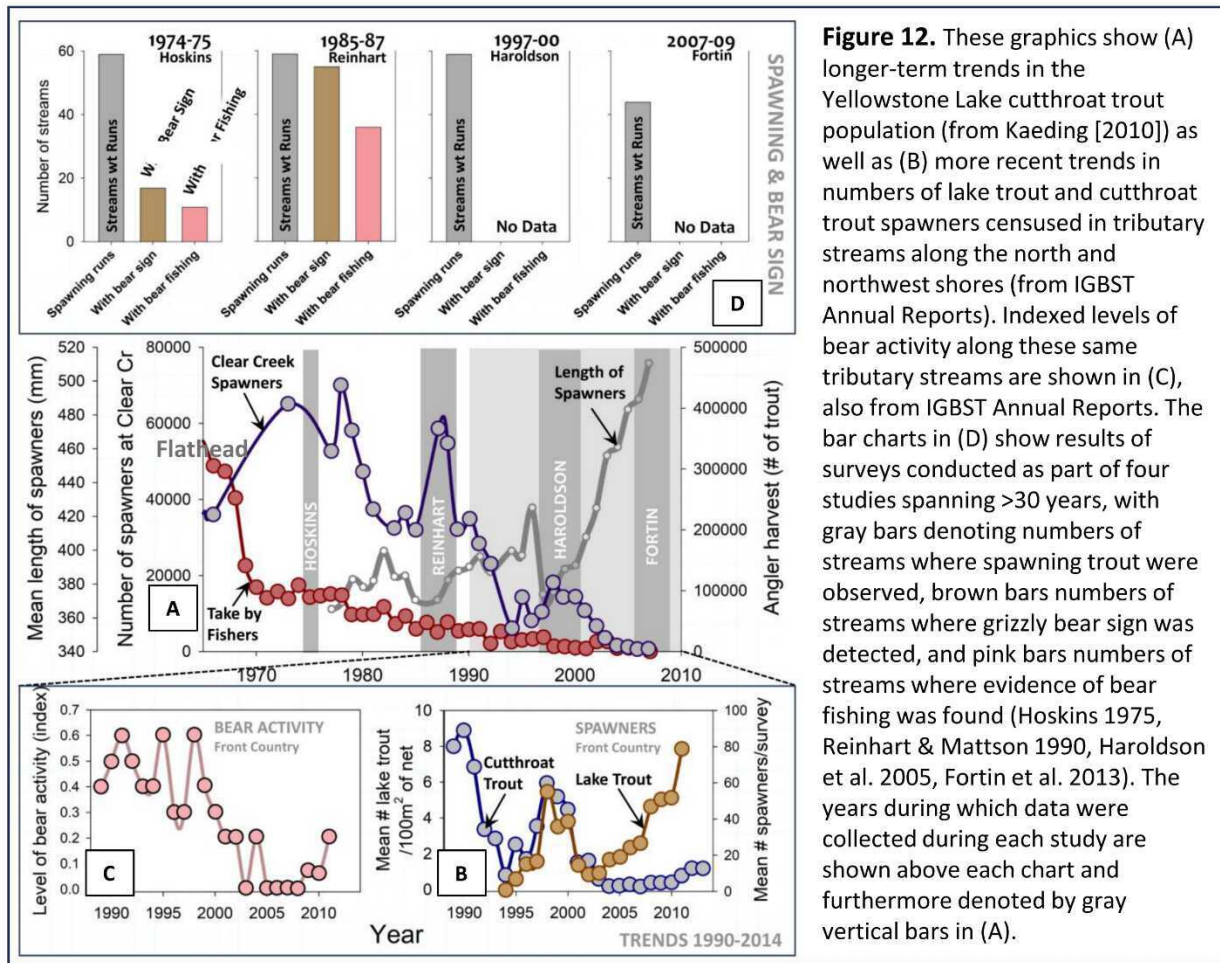 1974-75
Hoskins
1985-87
Reinhart
1997-00
Haroldson
2007-09
Fortin
Number of streams
60
40
20
0
Streams wt Runs
Bear Sign
With
Fishing
Streams wt Runs
Streams wt Runs
No Data
Streams wt Runs
No Data
Spawning runs
With bear sign
With bear fishing
Spawning runs
With bear sign
With bear fishing
Spawning runs
With bear sign
With bear fishing
Spawning runs
With bear sign
With bear fishing
D
SPAWNING & BEAR SIGN
Mean length of spawners (mm)
520
500
480
460
440
420
400
380
360
340
Number of spawners at Clear Cr
80000
60000
40000
20000
0
Clear Creek
Spawners
Flathead
Take by
Fishers
Length of
Spawners
HOSKINS
REINHART
HAROLDSON
FORTIN
A
500000
400000
300000
200000
100000
0
Angler harvest (# of trout)
1970
1980
1990
2000
2010
Level of bear activity (index)
0.7
0.6
0.5
0.4
0.3
0.2
0.1
0.0
BEAR ACTIVITY
Front Country
C
1990
1995
2000
2005
2010
Mean # lake trout
/100m² of net
10
8
6
4
2
0
SPAWNERS
Front Country
Cutthroat
Trout
Lake Trout
B
100
80
60
40
20
0
Mean # spawners/survey
1990
1995
2000
2005
2010
Year
TRENDS 1990-2014
Figure 12. These graphics show (A)
longer-term trends in the
Yellowstone Lake cutthroat trout
population (from Kaeding [2010]) as
well as (B) more recent trends in
numbers of lake trout and cutthroat
trout spawners censused in tributary
streams along the north and
northwest shores (from IGBST
Annual Reports). Indexed levels of
bear activity along these same
tributary streams are shown in (C),
also from IGBST Annual Reports. The
bar charts in (D) show results of
surveys conducted as part of four
studies spanning >30 years, with
gray bars denoting numbers of
streams where spawning trout were
observed, brown bars numbers of
streams where grizzly bear sign was
detected, and pink bars numbers of
streams where evidence of bear
fishing was found (Hoskins 1975,
Reinhart & Mattson 1990, Haroldson
et al. 2005, Fortin et al. 2013). The
years during which data were
collected during each study are
shown above each chart and
furthermore denoted by gray
vertical bars in (A).